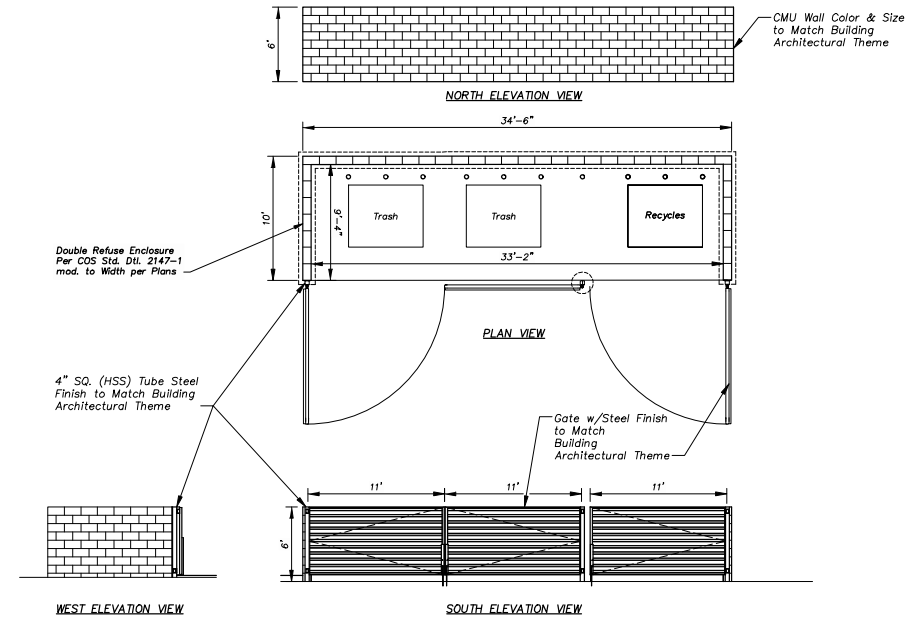 CMU Wall Color & Size
to Match Building
Architectural Theme
6'
NORTH ELEVATION VIEW
34'-6"
10'
9'-4"
Trash
Trash
Recycles
33'-2"
Double Refuse Enclosure
Per COS Std. Dtl. 2147-1
mod. to Width per Plans
PLAN VIEW
4" SQ. (HSS) Tube Steel
Finish to Match Building
Architectural Theme
Gate w/Steel Finish
to Match
Building
Architectural Theme
11'
11'
11'
6'
WEST ELEVATION VIEW
SOUTH ELEVATION VIEW